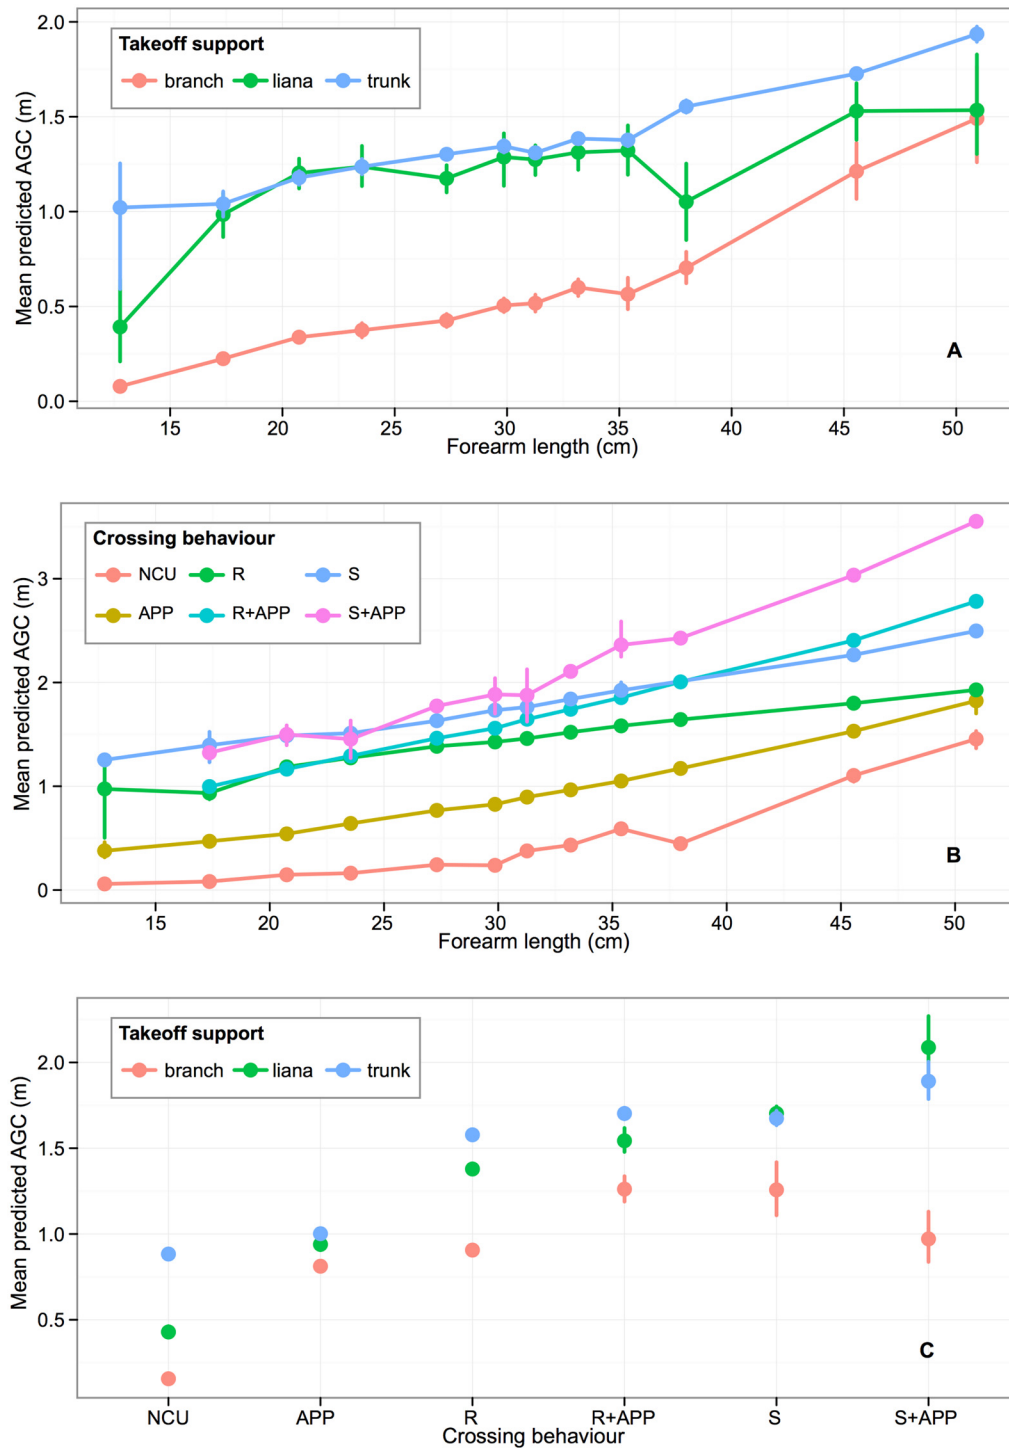 2.0
Takeoff support
branch liana trunk
1.5
1.0
0.5
0.0
Mean predicted AGC (m)
A
15 20 25 30 35 40 45 50
Forearm length (cm)
Crossing behaviour
NCU R S
APP R+APP S+APP
3
2
1
0
Mean predicted AGC (m)
B
15 20 25 30 35 40 45 50
Forearm length (cm)
Takeoff support
branch liana trunk
2.0
1.5
1.0
0.5
Mean predicted AGC (m)
C
NCU APP R R+APP S S+APP
Crossing behaviour